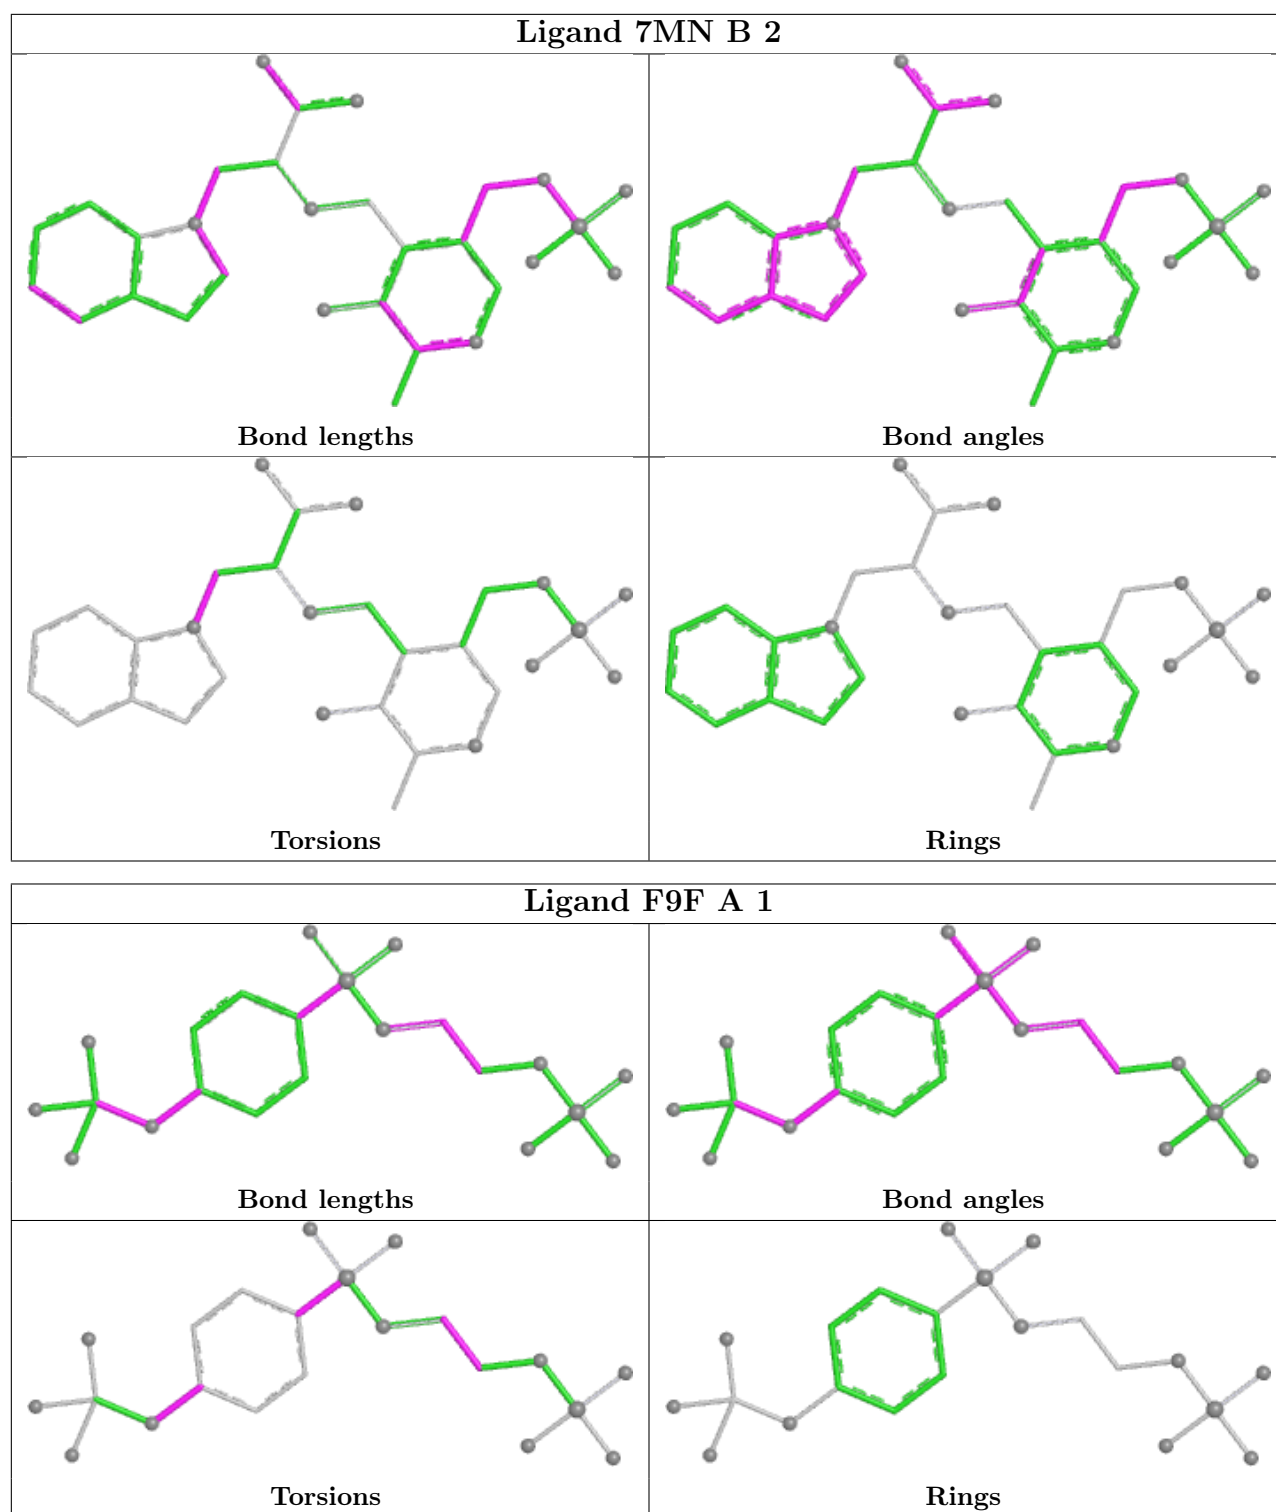 Ligand 7MN B 2
Bond lengths
Bond angles
Torsions
Rings
Ligand F9F A 1
Bond lengths
Bond angles
Torsions
Rings